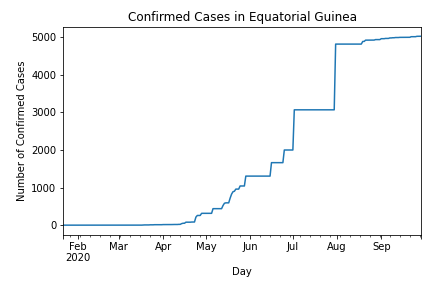 Confirmed Cases in Equatorial Guinea
Number of Confirmed Cases
5000
4000
3000
2000
1000
0
Feb Mar Apr May Jun Jul Aug Sep
2020
Day